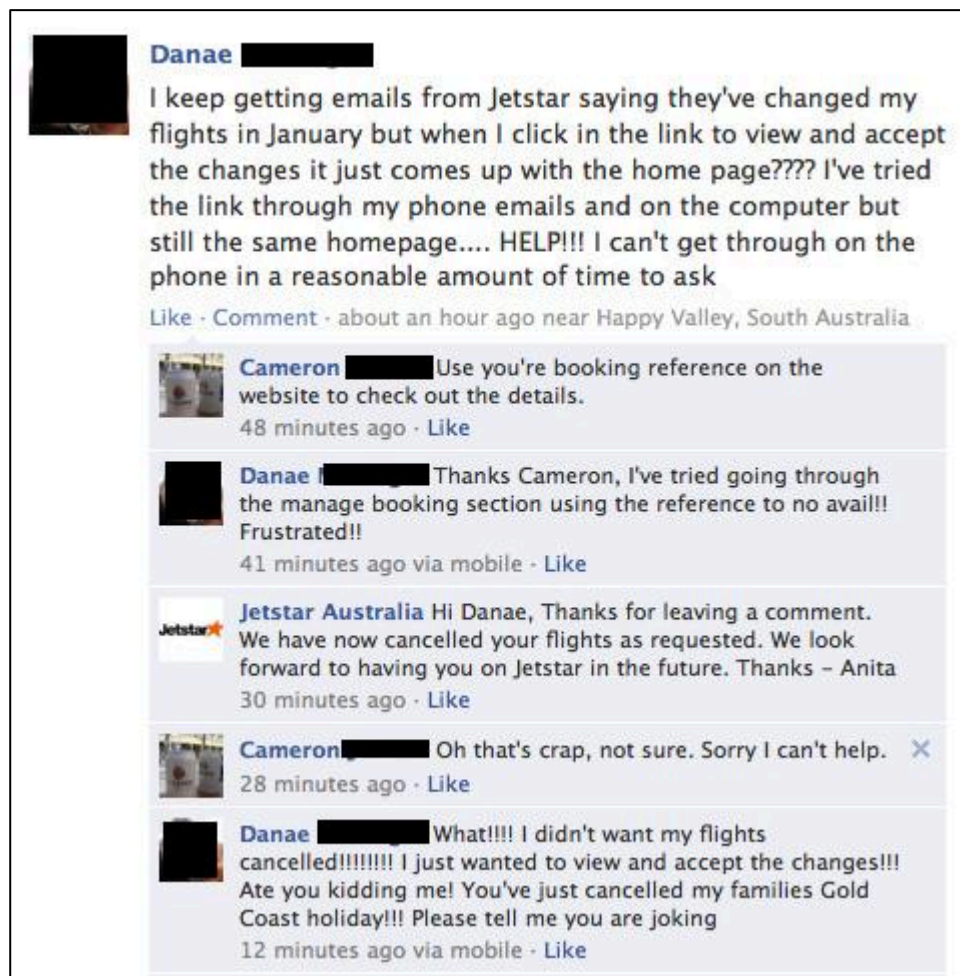 Danae
I keep getting emails from Jetstar saying they've changed my
flights in January but when I click in the link to view and accept
the changes it just comes up with the home page???? I've tried
the link through my phone emails and on the computer but
still the same homepage.... HELP!!! I can't get through on the
phone in a reasonable amount of time to ask
Like · Comment · about an hour ago near Happy Valley, South Australia
Cameron Use you're booking reference on the
website to check out the details.
48 minutes ago · Like
Danae Thanks Cameron, I've tried going through
the manage booking section using the reference to no avail!!
Frustrated!!
41 minutes ago via mobile · Like
Jetstar
Jetstar Australia Hi Danae, Thanks for leaving a comment.
We have now cancelled your flights as requested. We look
forward to having you on Jetstar in the future. Thanks – Anita
30 minutes ago · Like
Cameron Oh that's crap, not sure. Sorry I can't help.
28 minutes ago · Like
Danae What!!!! I didn't want my flights
cancelled!!!!!!!! I just wanted to view and accept the changes!!!
Ate you kidding me! You've just cancelled my families Gold
Coast holiday!!! Please tell me you are joking
12 minutes ago via mobile · Like